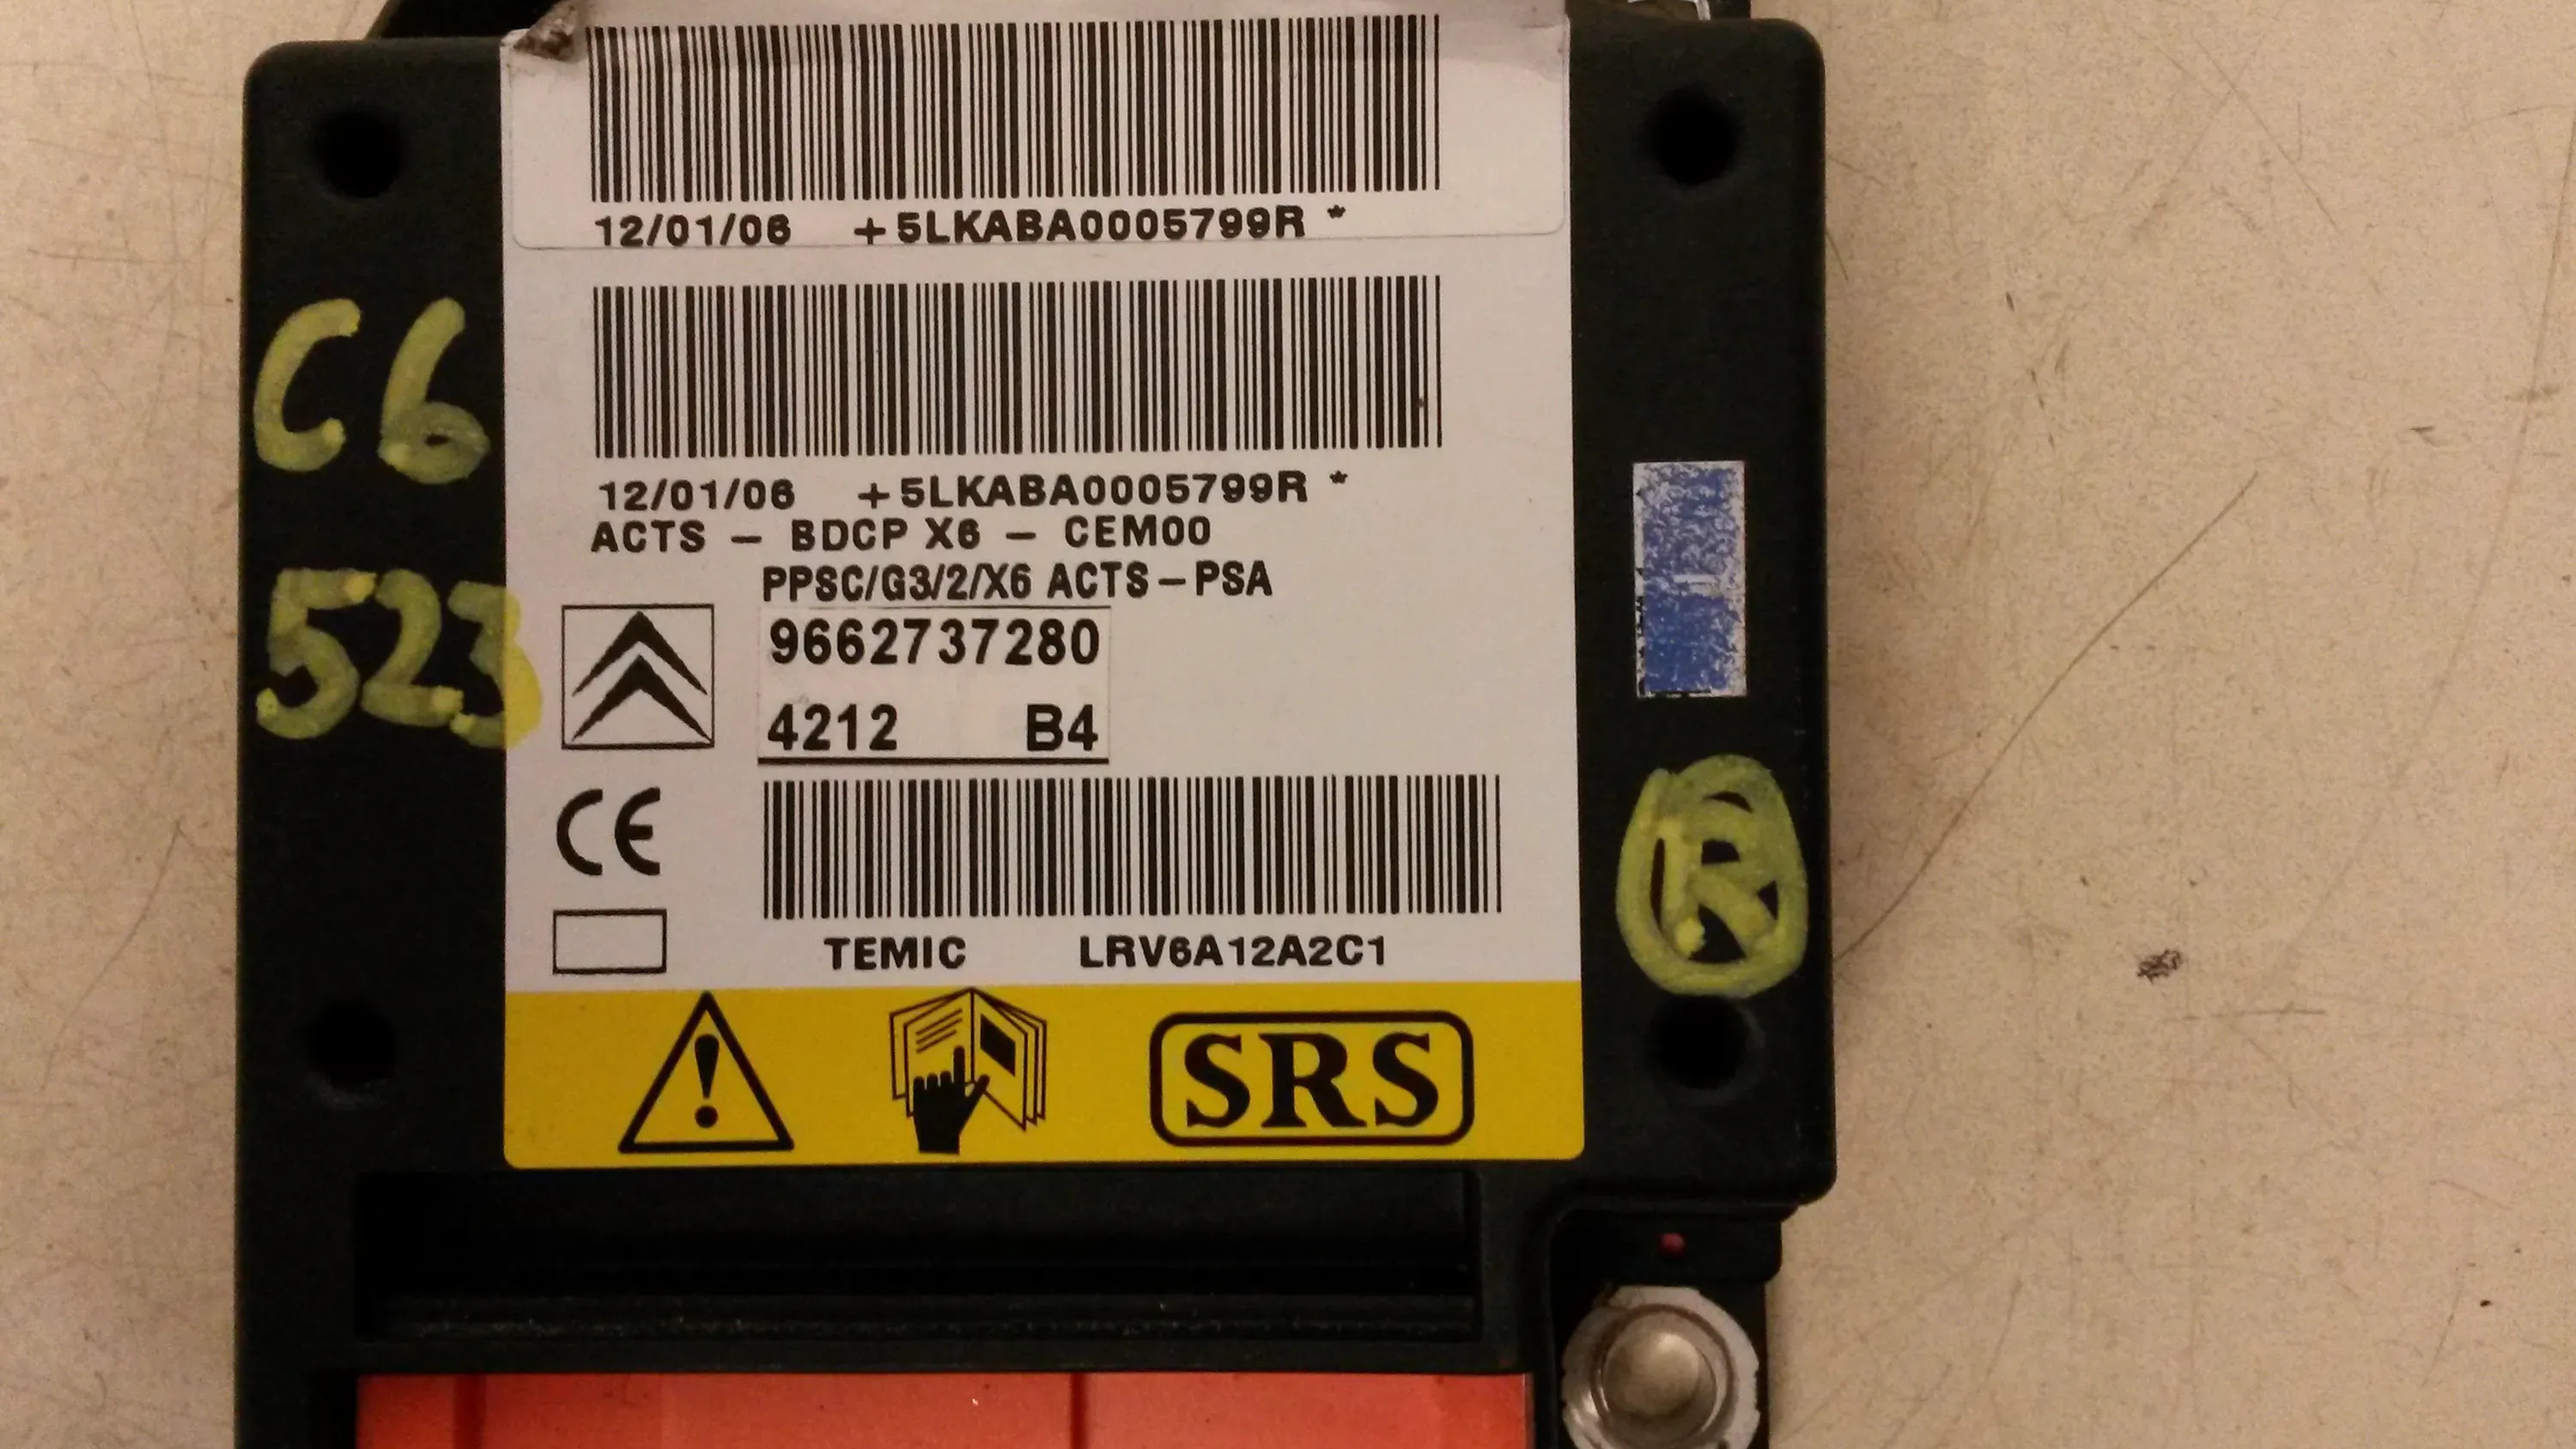 12/01/06 +5LKABA0005799R *
12/01/06 +5LKABA0005799R *
ACTS – BDCP X6 – CEM00
PPSC/G3/2/X6 ACTS–PSA
9662737280
4212 B4
CE
TEMIC LRV6A12A2C1
SRS
C6
523
R